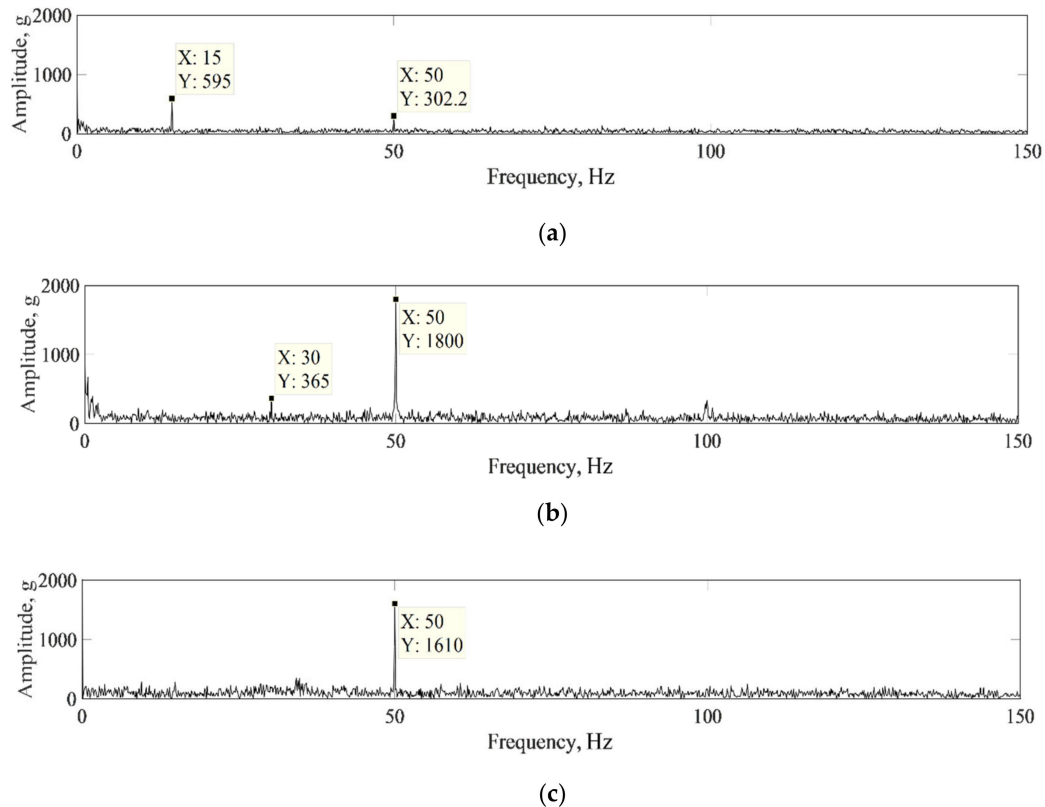 2000
X: 15
Y: 595
X: 50
Y: 302.2
1000
0
Amplitude, g
0
50
100
150
Frequency, Hz
(a)
2000
X: 50
Y: 1800
1000
X: 30
Y: 365
0
Amplitude, g
0
50
100
150
Frequency, Hz
(b)
2000
X: 50
Y: 1610
1000
0
Amplitude, g
0
50
100
150
Frequency, Hz
(c)